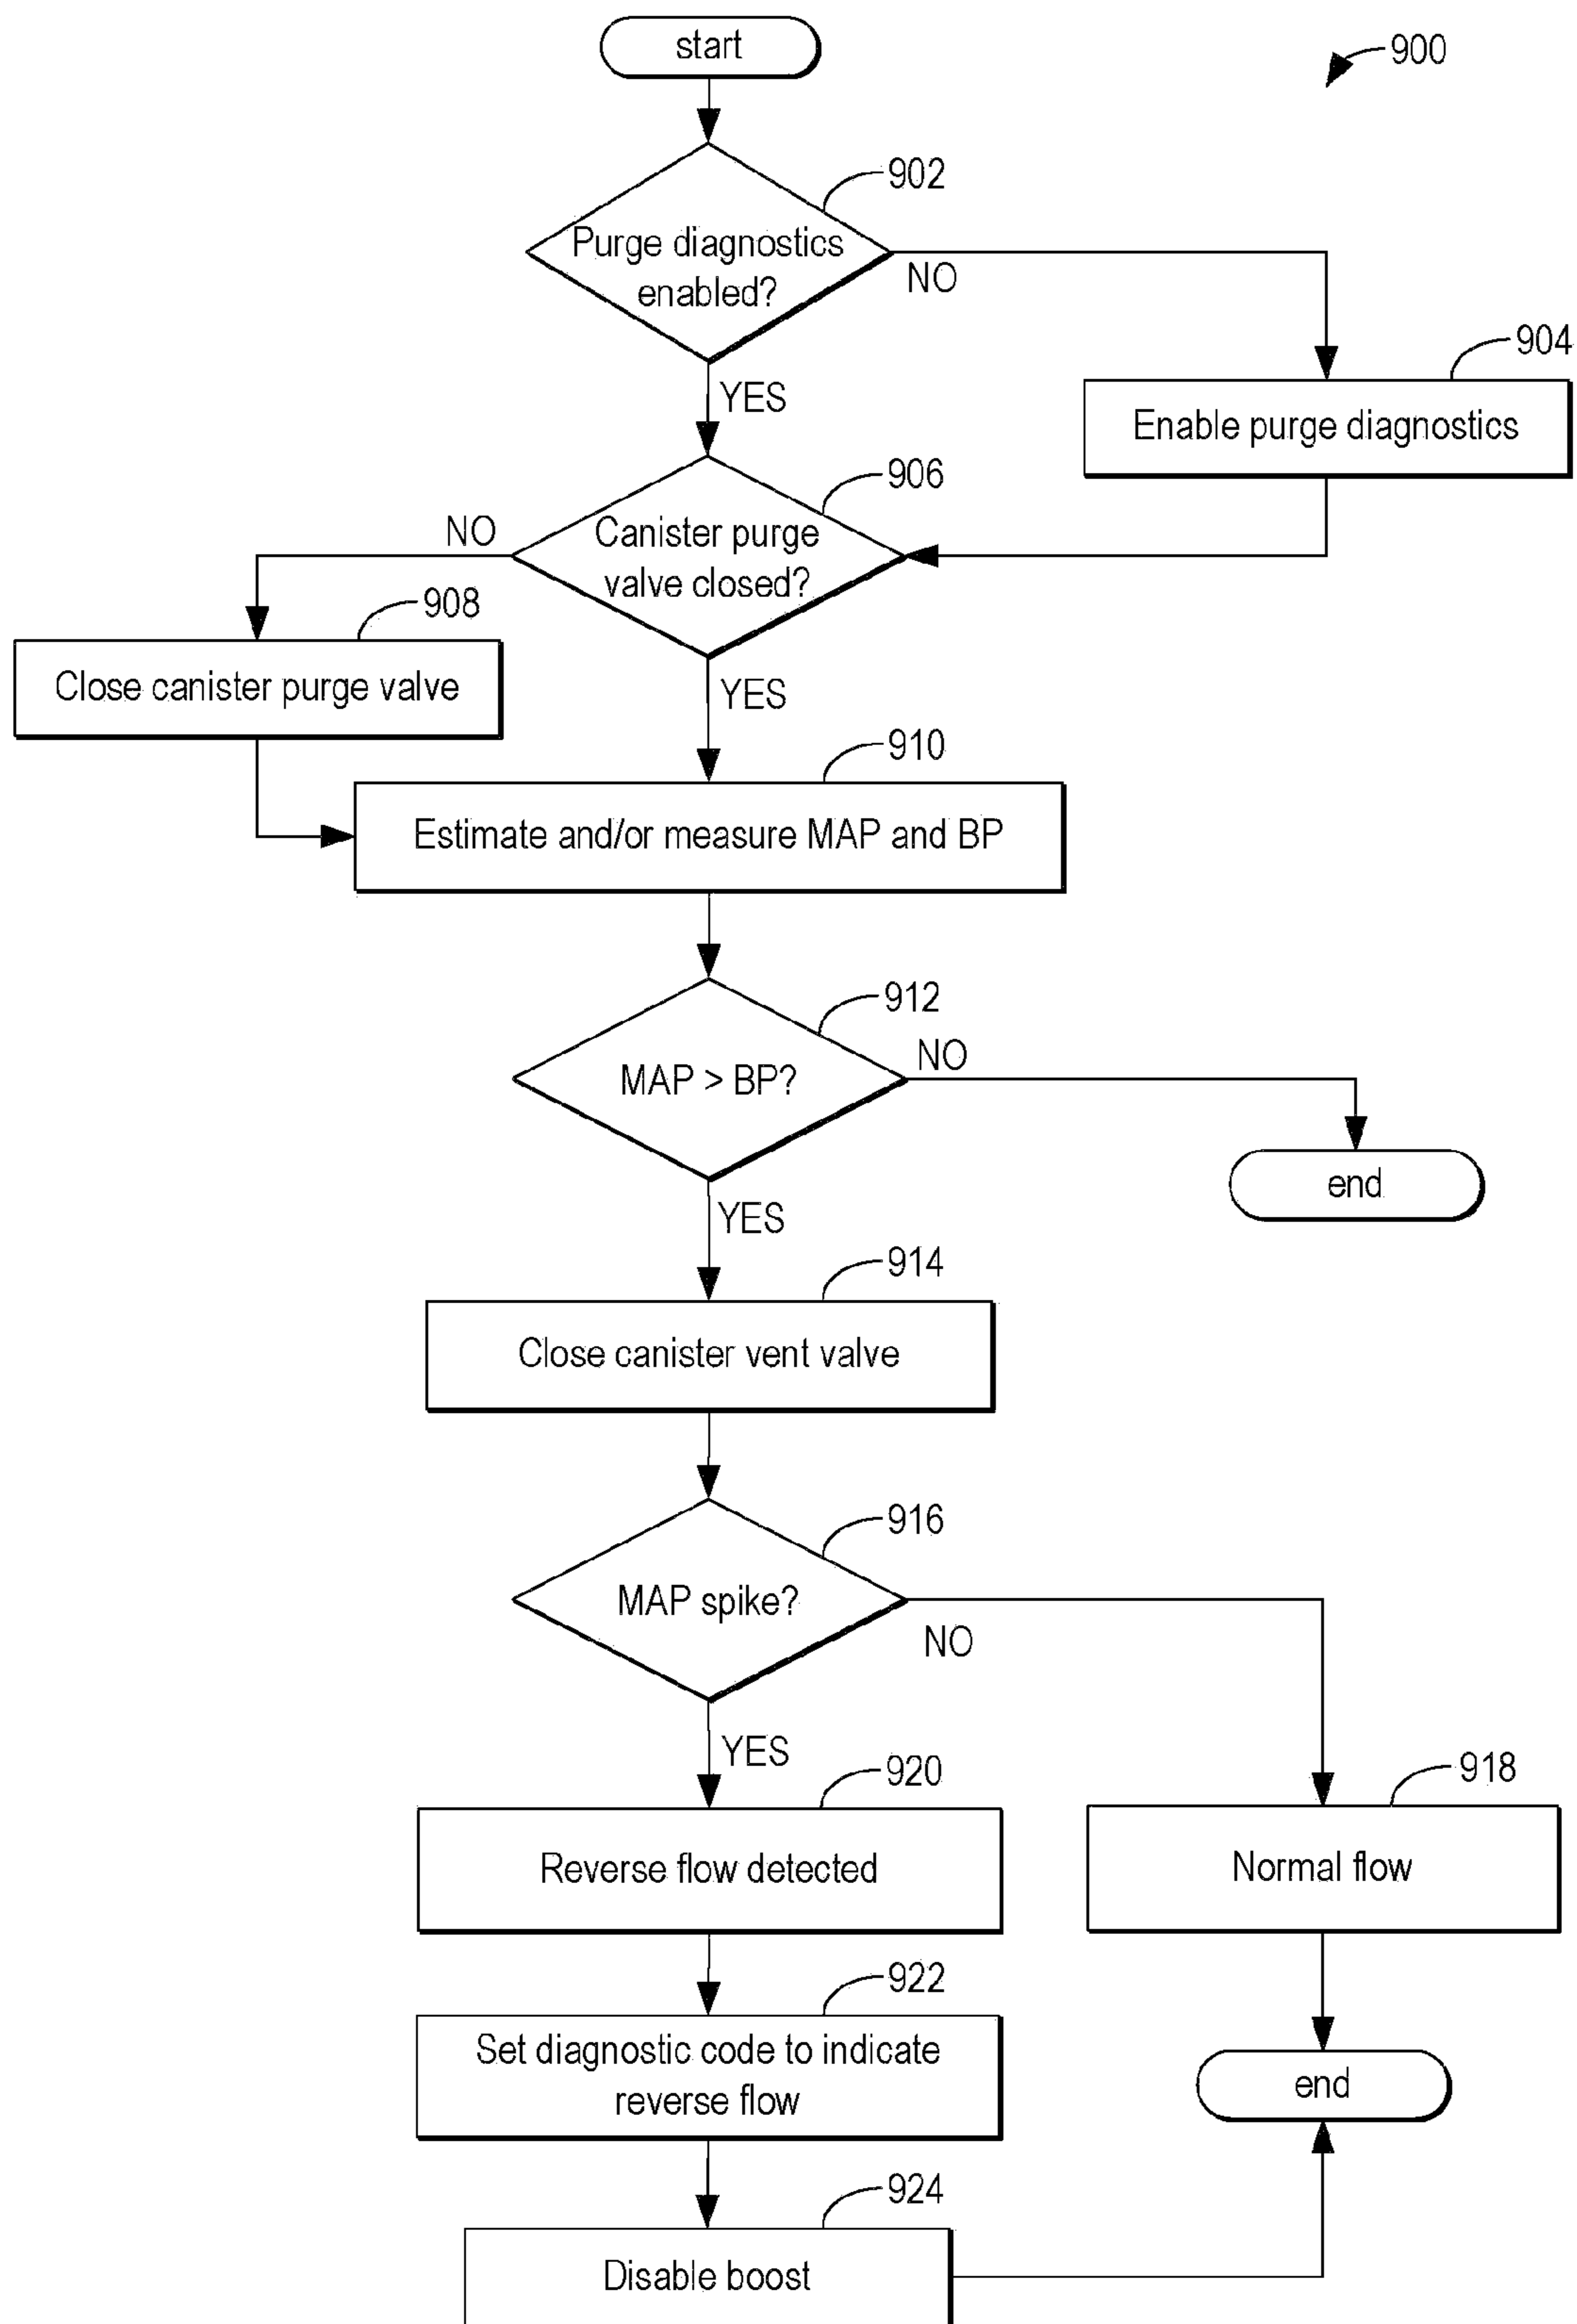 start
900
902
Purge diagnostics
enabled?
NO
904
YES
Enable purge diagnostics
906
NO
Canister purge
valve closed?
908
Close canister purge valve
YES
910
Estimate and/or measure MAP and BP
912
NO
MAP > BP?
end
YES
914
Close canister vent valve
916
MAP spike?
NO
YES
920
918
Reverse flow detected
Normal flow
922
Set diagnostic code to indicate
reverse flow
end
924
Disable boost